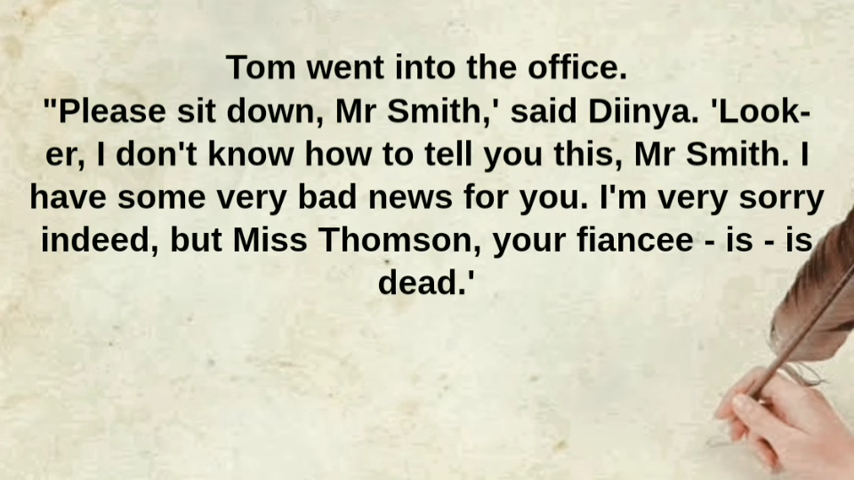 Tom went into the office.
"Please sit down, Mr Smith,' said Diinya. 'Look-
er, I don't know how to tell you this, Mr Smith. I
have some very bad news for you. I'm very sorry
indeed, but Miss Thomson, your fiancee - is - is
dead.'